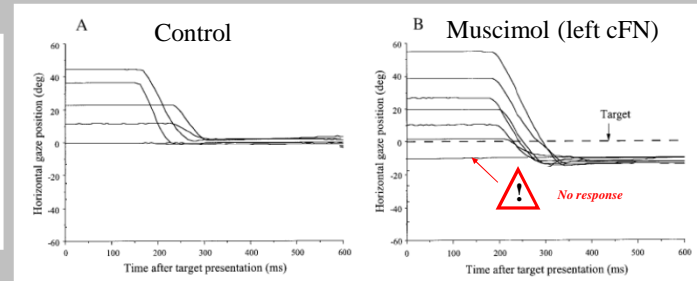 A
Control
Horizontal gaze position (deg)
60
40
20
0
-20
-40
-60
0
100
200
300
400
500
600
Time after target presentation (ms)
B
Muscimol (left cFN)
Horizontal gaze position (deg)
60
40
20
0
-20
-40
-60
Target
!
No response
0
100
200
300
400
500
600
Time after target presentation (ms)